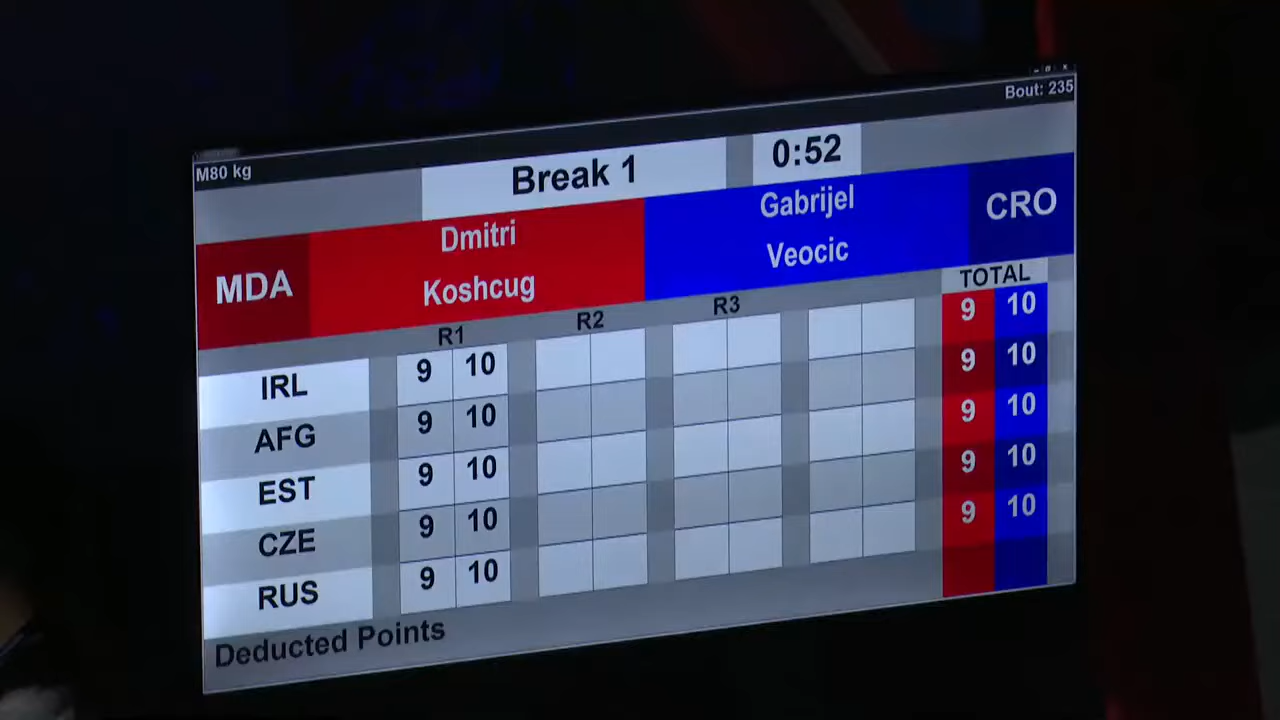 Bout: 235
M80 kg
Break 1
0:52
MDA
Dmitri
Koshcug
Gabrijel
Veocic
CRO
R1
R2
R3
TOTAL
IRL 9 10 9 10
AFG 9 10 9 10
EST 9 10 9 10
CZE 9 10 9 10
RUS 9 10 9 10
Deducted Points